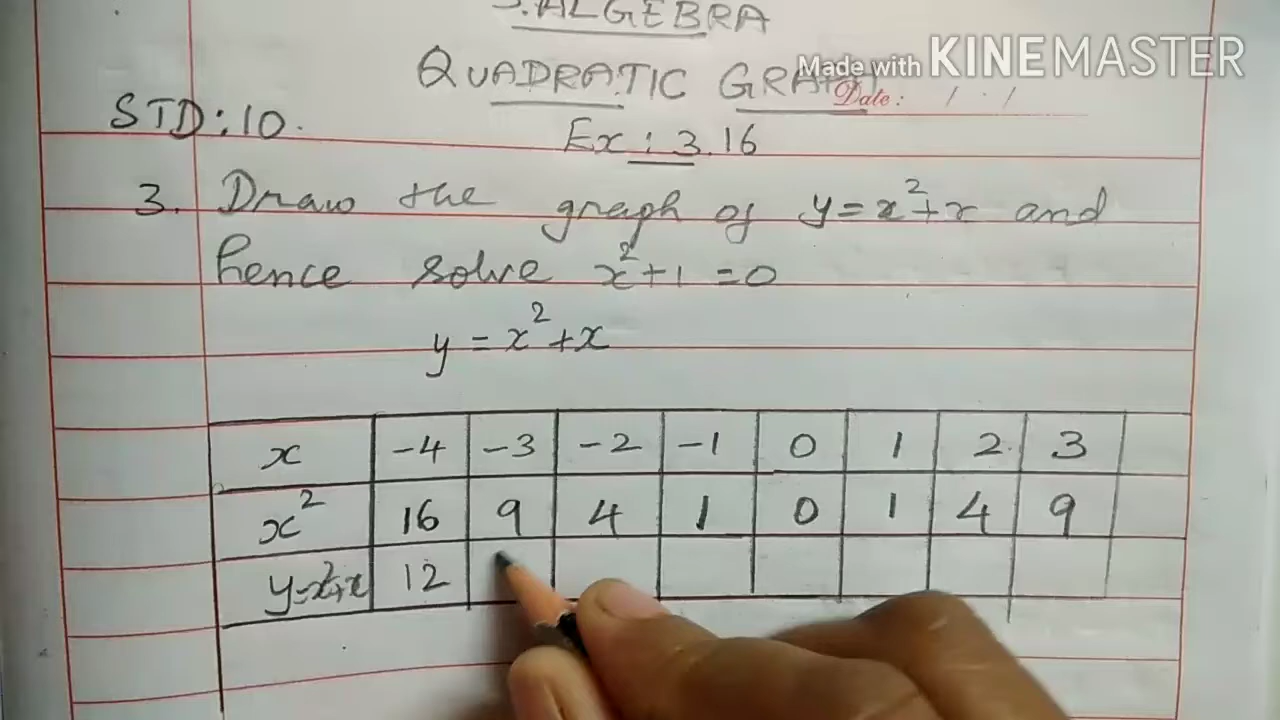 3. ALGEBRA
Made with KINEMASTER
QUADRATIC GRAPH
Date: / /
STD: 10.
Ex: 3.16
3. Draw the graph of y = x² + x and
hence solve x² + 1 = 0
y = x² + x
x -4 -3 -2 -1 0 1 2 3
x² 16 9 4 1 0 1 4 9
y=x²+x 12